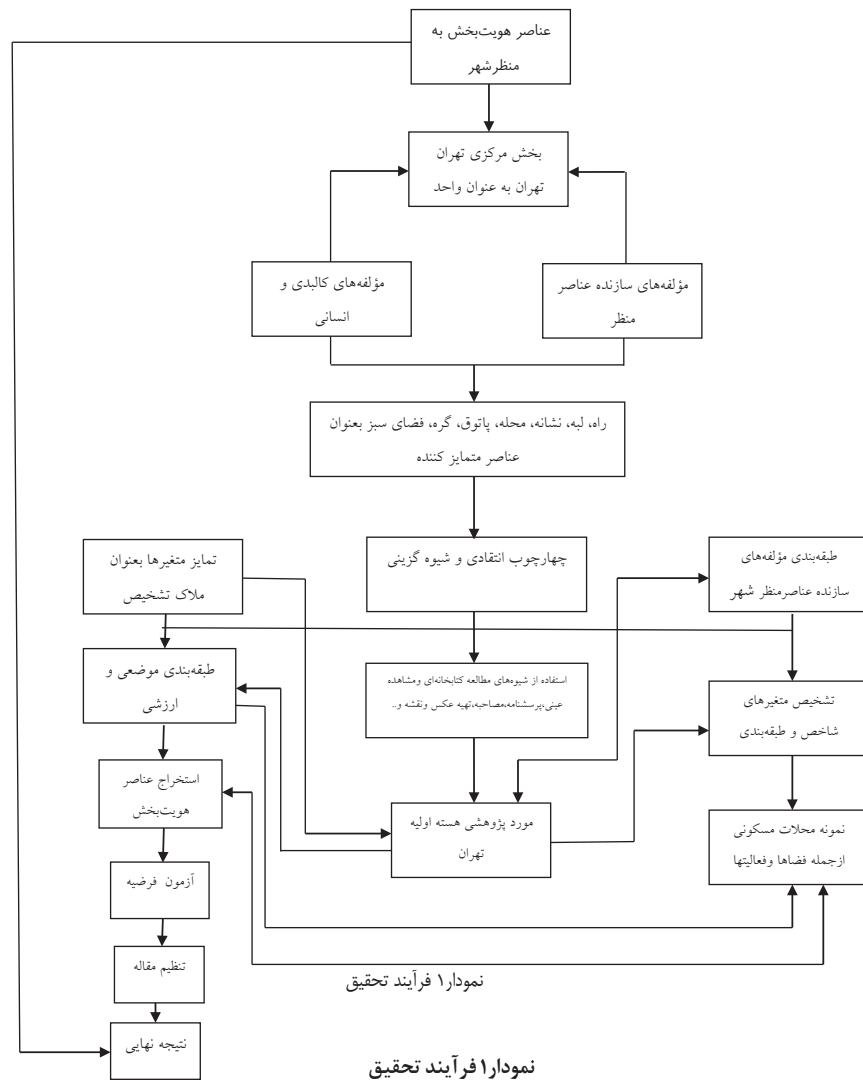 عناصر هویت‌بخش به
منظرشهر
بخش مرکزی تهران
تهران به عنوان واحد
مؤلفه‌های سازنده عناصر
منظر
مؤلفه‌های کالبدی و
انسانی
راه، لبه، نشانه، محله، پاتوق، گره، فضای سبز بعنوان
عناصر متمایز کننده
طبقه‌بندی مؤلفه‌های
سازنده عناصرمنظر شهر
چهارچوب انتقادی و شیوه گزینی
تمایز متغیرها بعنوان
ملاک تشخیص
تشخیص متغیرهای
شاخص و طبقه‌بندی
استفاده از شیوه‌های مطالعه کتابخانه‌ای ومشاهده
عینی،پرسشنامه،مصاحبه،تهیه عکس ونقشه و..
طبقه‌بندی موضعی و
ارزشی
نمونه محلات مسکونی
ازجمله فضاها وفعالیتها
مورد پژوهشی هسته اولیه
تهران
استخراج عناصر
هویت‌بخش
آزمون فرضیه
تنظیم مقاله
نتیجه نهایی
نمودار۱ فرآیند تحقیق
نمودار۱ فرآیند تحقیق